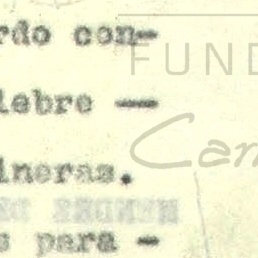 rdo con-
lebre —
ineras.
s para -
FUND
Cam